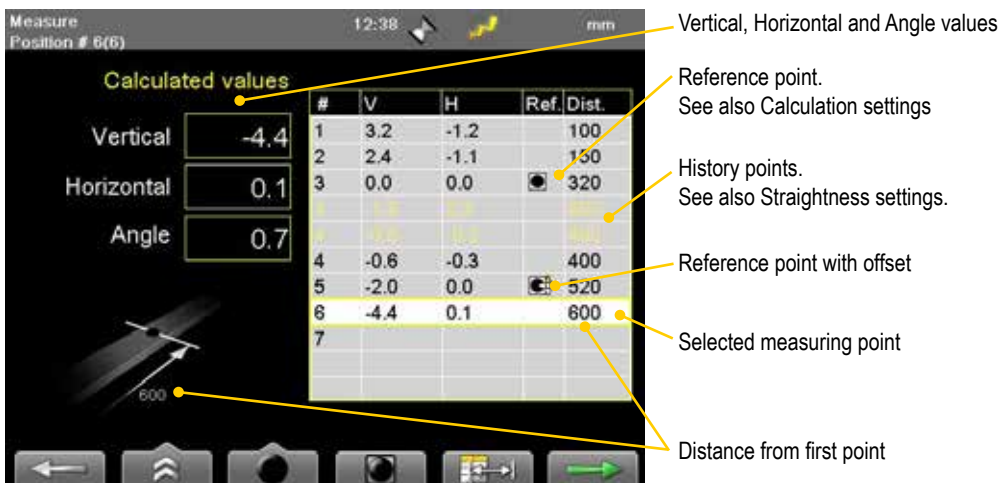 Measure
Position # 6(6)
12:38
mm
Calculated values
Vertical -4.4
Horizontal 0.1
Angle 0.7
600
# V H Ref. Dist.
1 3.2 -1.2 100
2 2.4 -1.1 150
3 0.0 0.0 320
4 -0.6 -0.3 400
5 -2.0 0.0 520
6 -4.4 0.1 600
7
Vertical, Horizontal and Angle values
Reference point.
See also Calculation settings
History points.
See also Straightness settings.
Reference point with offset
Selected measuring point
Distance from first point